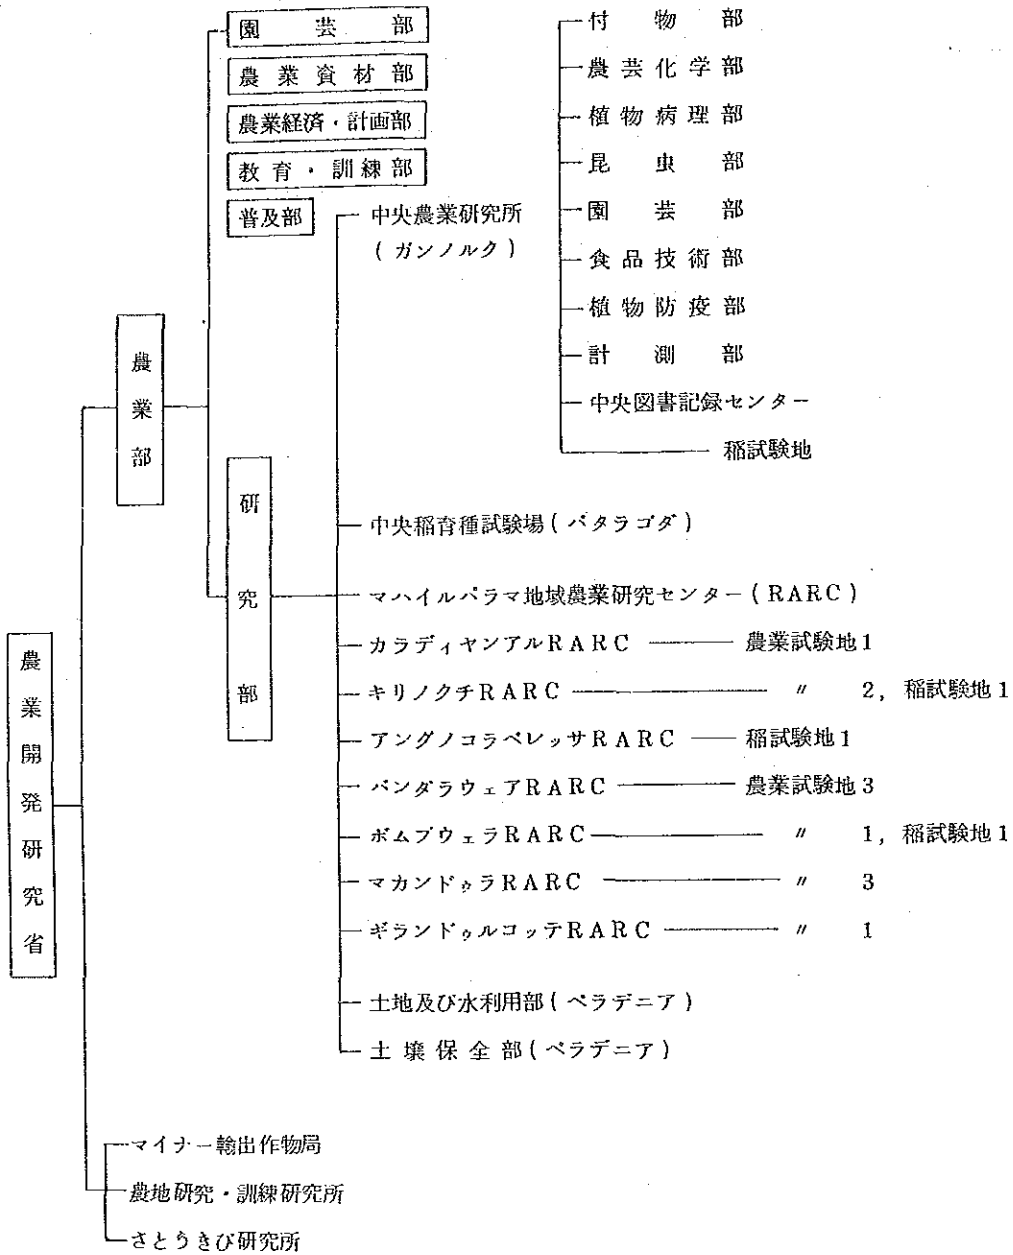 農業開発研究省
農業部
園芸部
農業資材部
農業経済・計画部
教育・訓練部
普及部
研究部
中央農業研究所
(ガンノルク)
付物部
農芸化学部
植物病理部
昆虫部
園芸部
食品技術部
植物防疫部
計測部
中央図書記録センター
稲試験地
中央稲育種試験場(バタラゴダ)
マハイルパラマ地域農業研究センター(RARC)
カラディヤンアルRARC 農業試験地1
キリノクチRARC 〃 2, 稲試験地1
アングノコラペレッサRARC 稲試験地1
バンダラウェアRARC 農業試験地3
ボムブウェラRARC 〃 1, 稲試験地1
マカンドゥラRARC 〃 3
ギランドゥルコッテRARC 〃 1
土地及び水利用部(ペラデニア)
土壌保全部(ペラデニア)
マイナー輸出作物局
農地研究・訓練研究所
さとうきび研究所